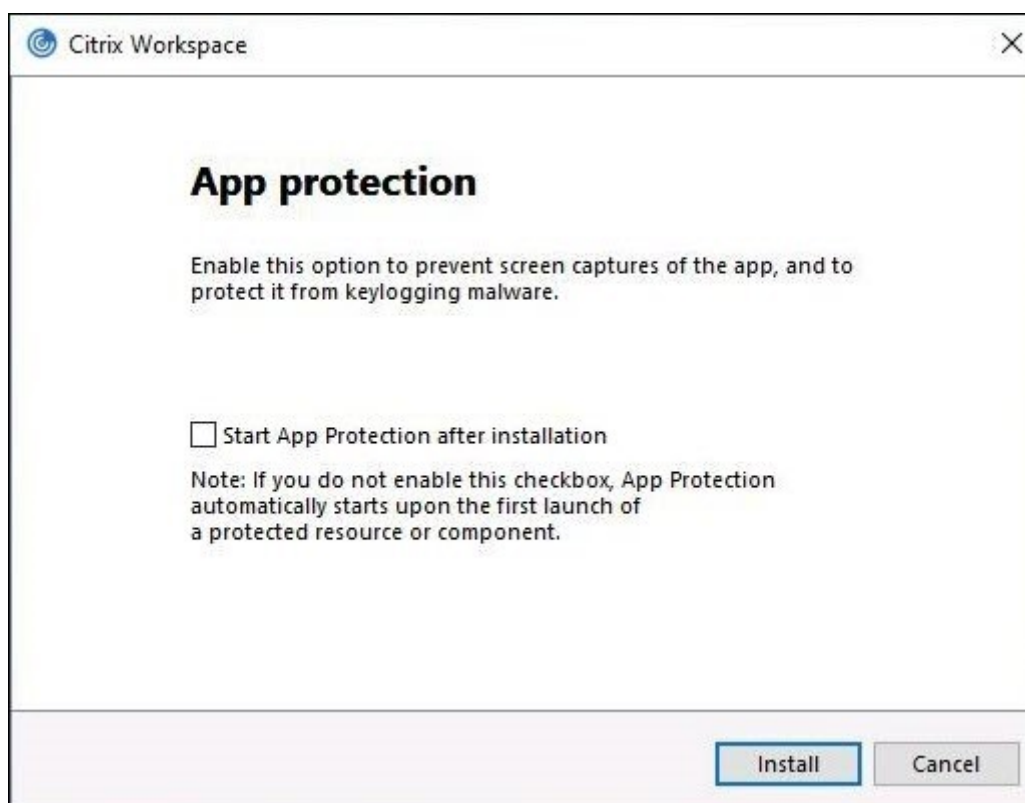 Citrix Workspace
App protection
Enable this option to prevent screen captures of the app, and to
protect it from keylogging malware.
Start App Protection after installation
Note: If you do not enable this checkbox, App Protection
automatically starts upon the first launch of
a protected resource or component.
Install
Cancel